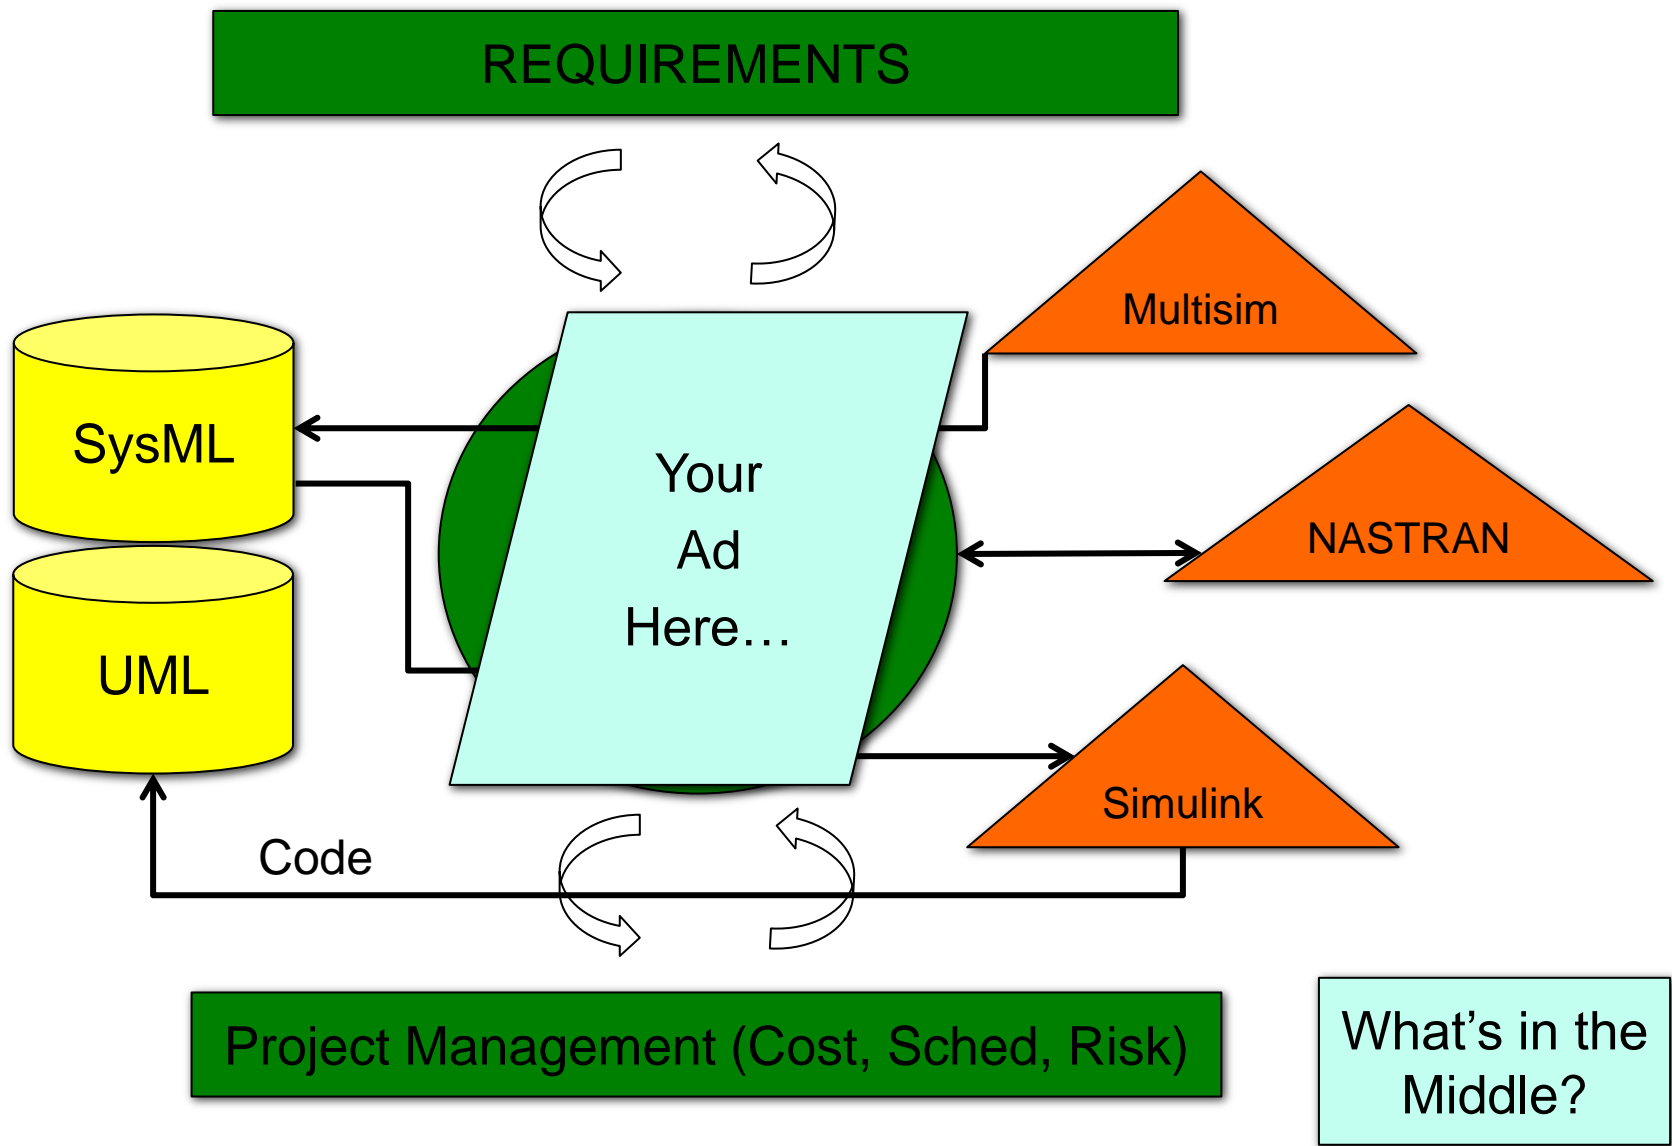 REQUIREMENTS
Multisim
SysML
Your
Ad
Here…
NASTRAN
UML
Simulink
Code
Project Management (Cost, Sched, Risk)
What’s in the
Middle?